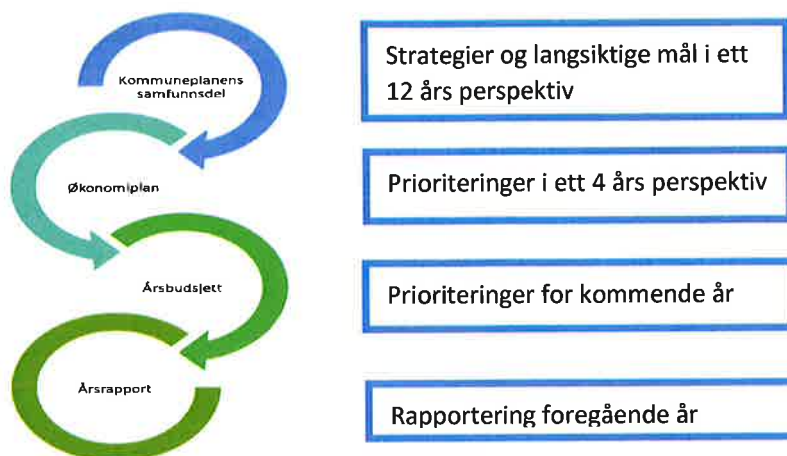 Kommuneplanens
samfunnsdel
Strategier og langsiktige mål i ett
12 års perspektiv
Økonomiplan
Prioriteringer i ett 4 års perspektiv
Årsbudsjett
Prioriteringer for kommende år
Årsrapport
Rapportering foregående år